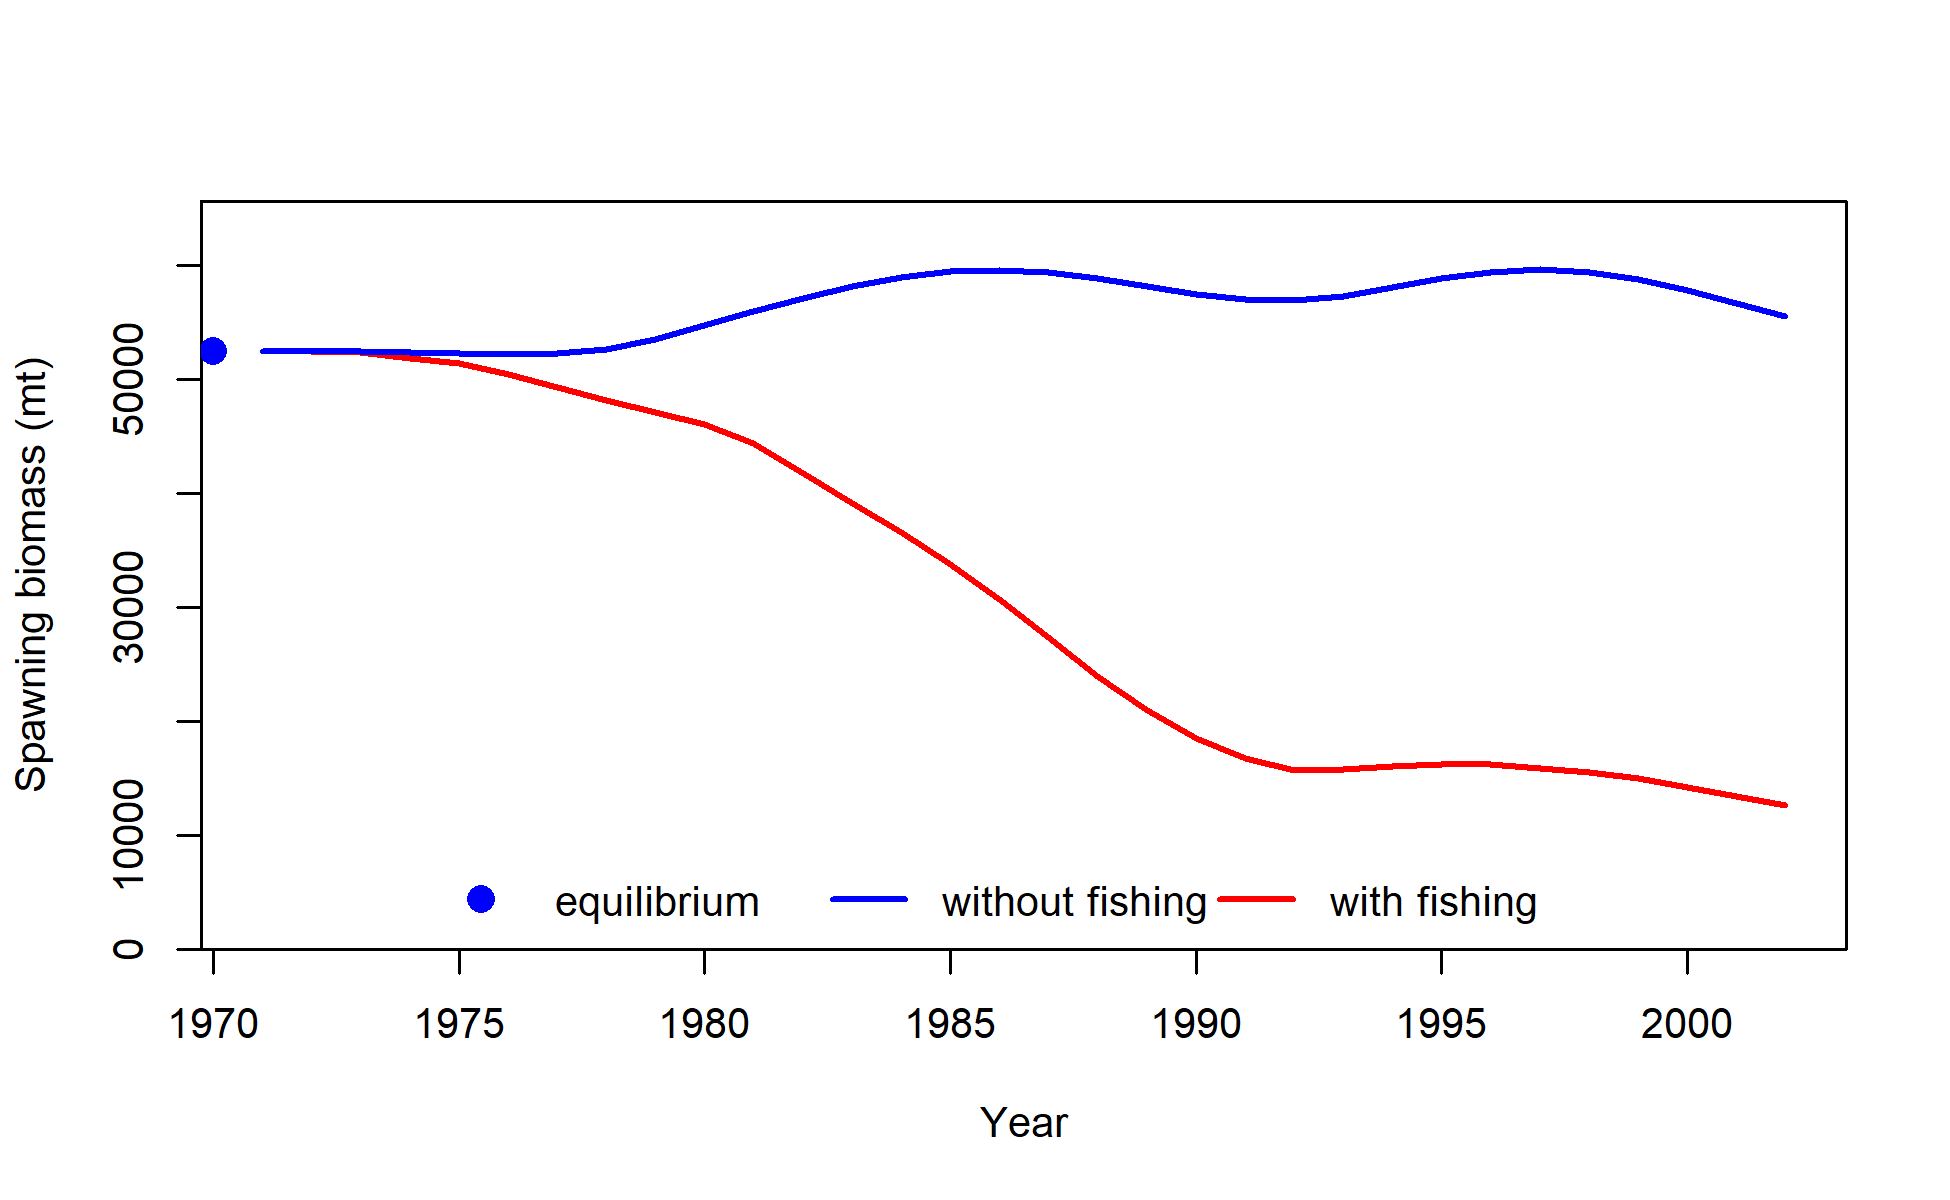 Spawning biomass (mt)
50000
30000
10000
0
equilibrium without fishing with fishing
1970 1975 1980 1985 1990 1995 2000
Year